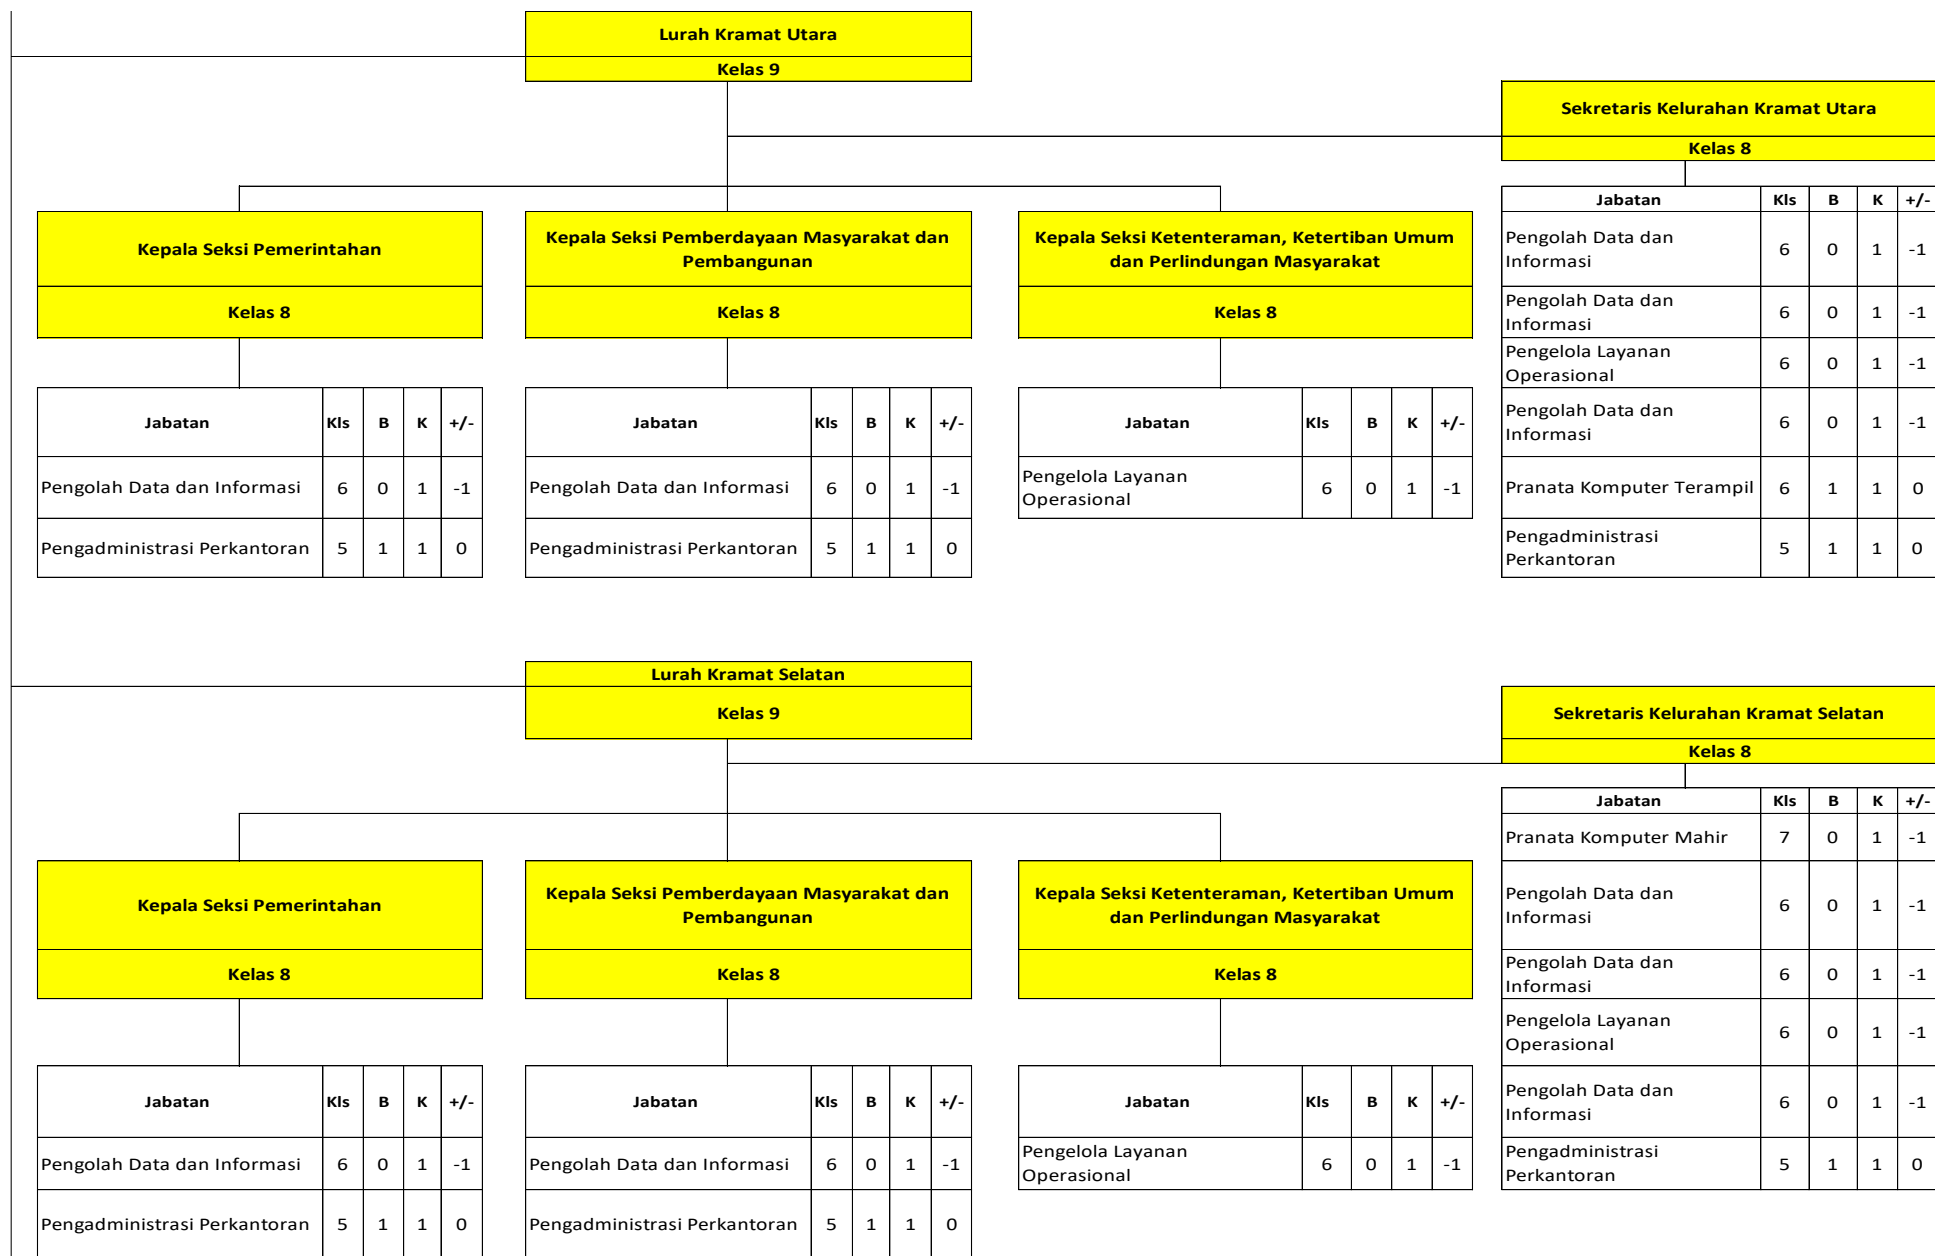 Lurah Kramat Utara
Kelas 9
Sekretaris Kelurahan Kramat Utara
Kelas 8
Kepala Seksi Pemerintahan
Kelas 8
Kepala Seksi Pemberdayaan Masyarakat dan
Pembangunan
Kelas 8
Kepala Seksi Ketenteraman, Ketertiban Umum
dan Perlindungan Masyarakat
Kelas 8
Jabatan Kls B K +/-
Pengolah Data dan Informasi 6 0 1 -1
Pengadministrasi Perkantoran 5 1 1 0
Jabatan Kls B K +/-
Pengolah Data dan Informasi 6 0 1 -1
Pengadministrasi Perkantoran 5 1 1 0
Jabatan Kls B K +/-
Pengelola Layanan
Operasional 6 0 1 -1
Jabatan Kls B K +/-
Pengolah Data dan
Informasi 6 0 1 -1
Pengolah Data dan
Informasi 6 0 1 -1
Pengelola Layanan
Operasional 6 0 1 -1
Pengolah Data dan
Informasi 6 0 1 -1
Pranata Komputer Terampil 6 1 1 0
Pengadministrasi
Perkantoran 5 1 1 0
Lurah Kramat Selatan
Kelas 9
Sekretaris Kelurahan Kramat Selatan
Kelas 8
Kepala Seksi Pemerintahan
Kelas 8
Kepala Seksi Pemberdayaan Masyarakat dan
Pembangunan
Kelas 8
Kepala Seksi Ketenteraman, Ketertiban Umum
dan Perlindungan Masyarakat
Kelas 8
Jabatan Kls B K +/-
Pengolah Data dan Informasi 6 0 1 -1
Pengadministrasi Perkantoran 5 1 1 0
Jabatan Kls B K +/-
Pengolah Data dan Informasi 6 0 1 -1
Pengadministrasi Perkantoran 5 1 1 0
Jabatan Kls B K +/-
Pengelola Layanan
Operasional 6 0 1 -1
Jabatan Kls B K +/-
Pranata Komputer Mahir 7 0 1 -1
Pengolah Data dan
Informasi 6 0 1 -1
Pengolah Data dan
Informasi 6 0 1 -1
Pengelola Layanan
Operasional 6 0 1 -1
Pengolah Data dan
Informasi 6 0 1 -1
Pengadministrasi
Perkantoran 5 1 1 0